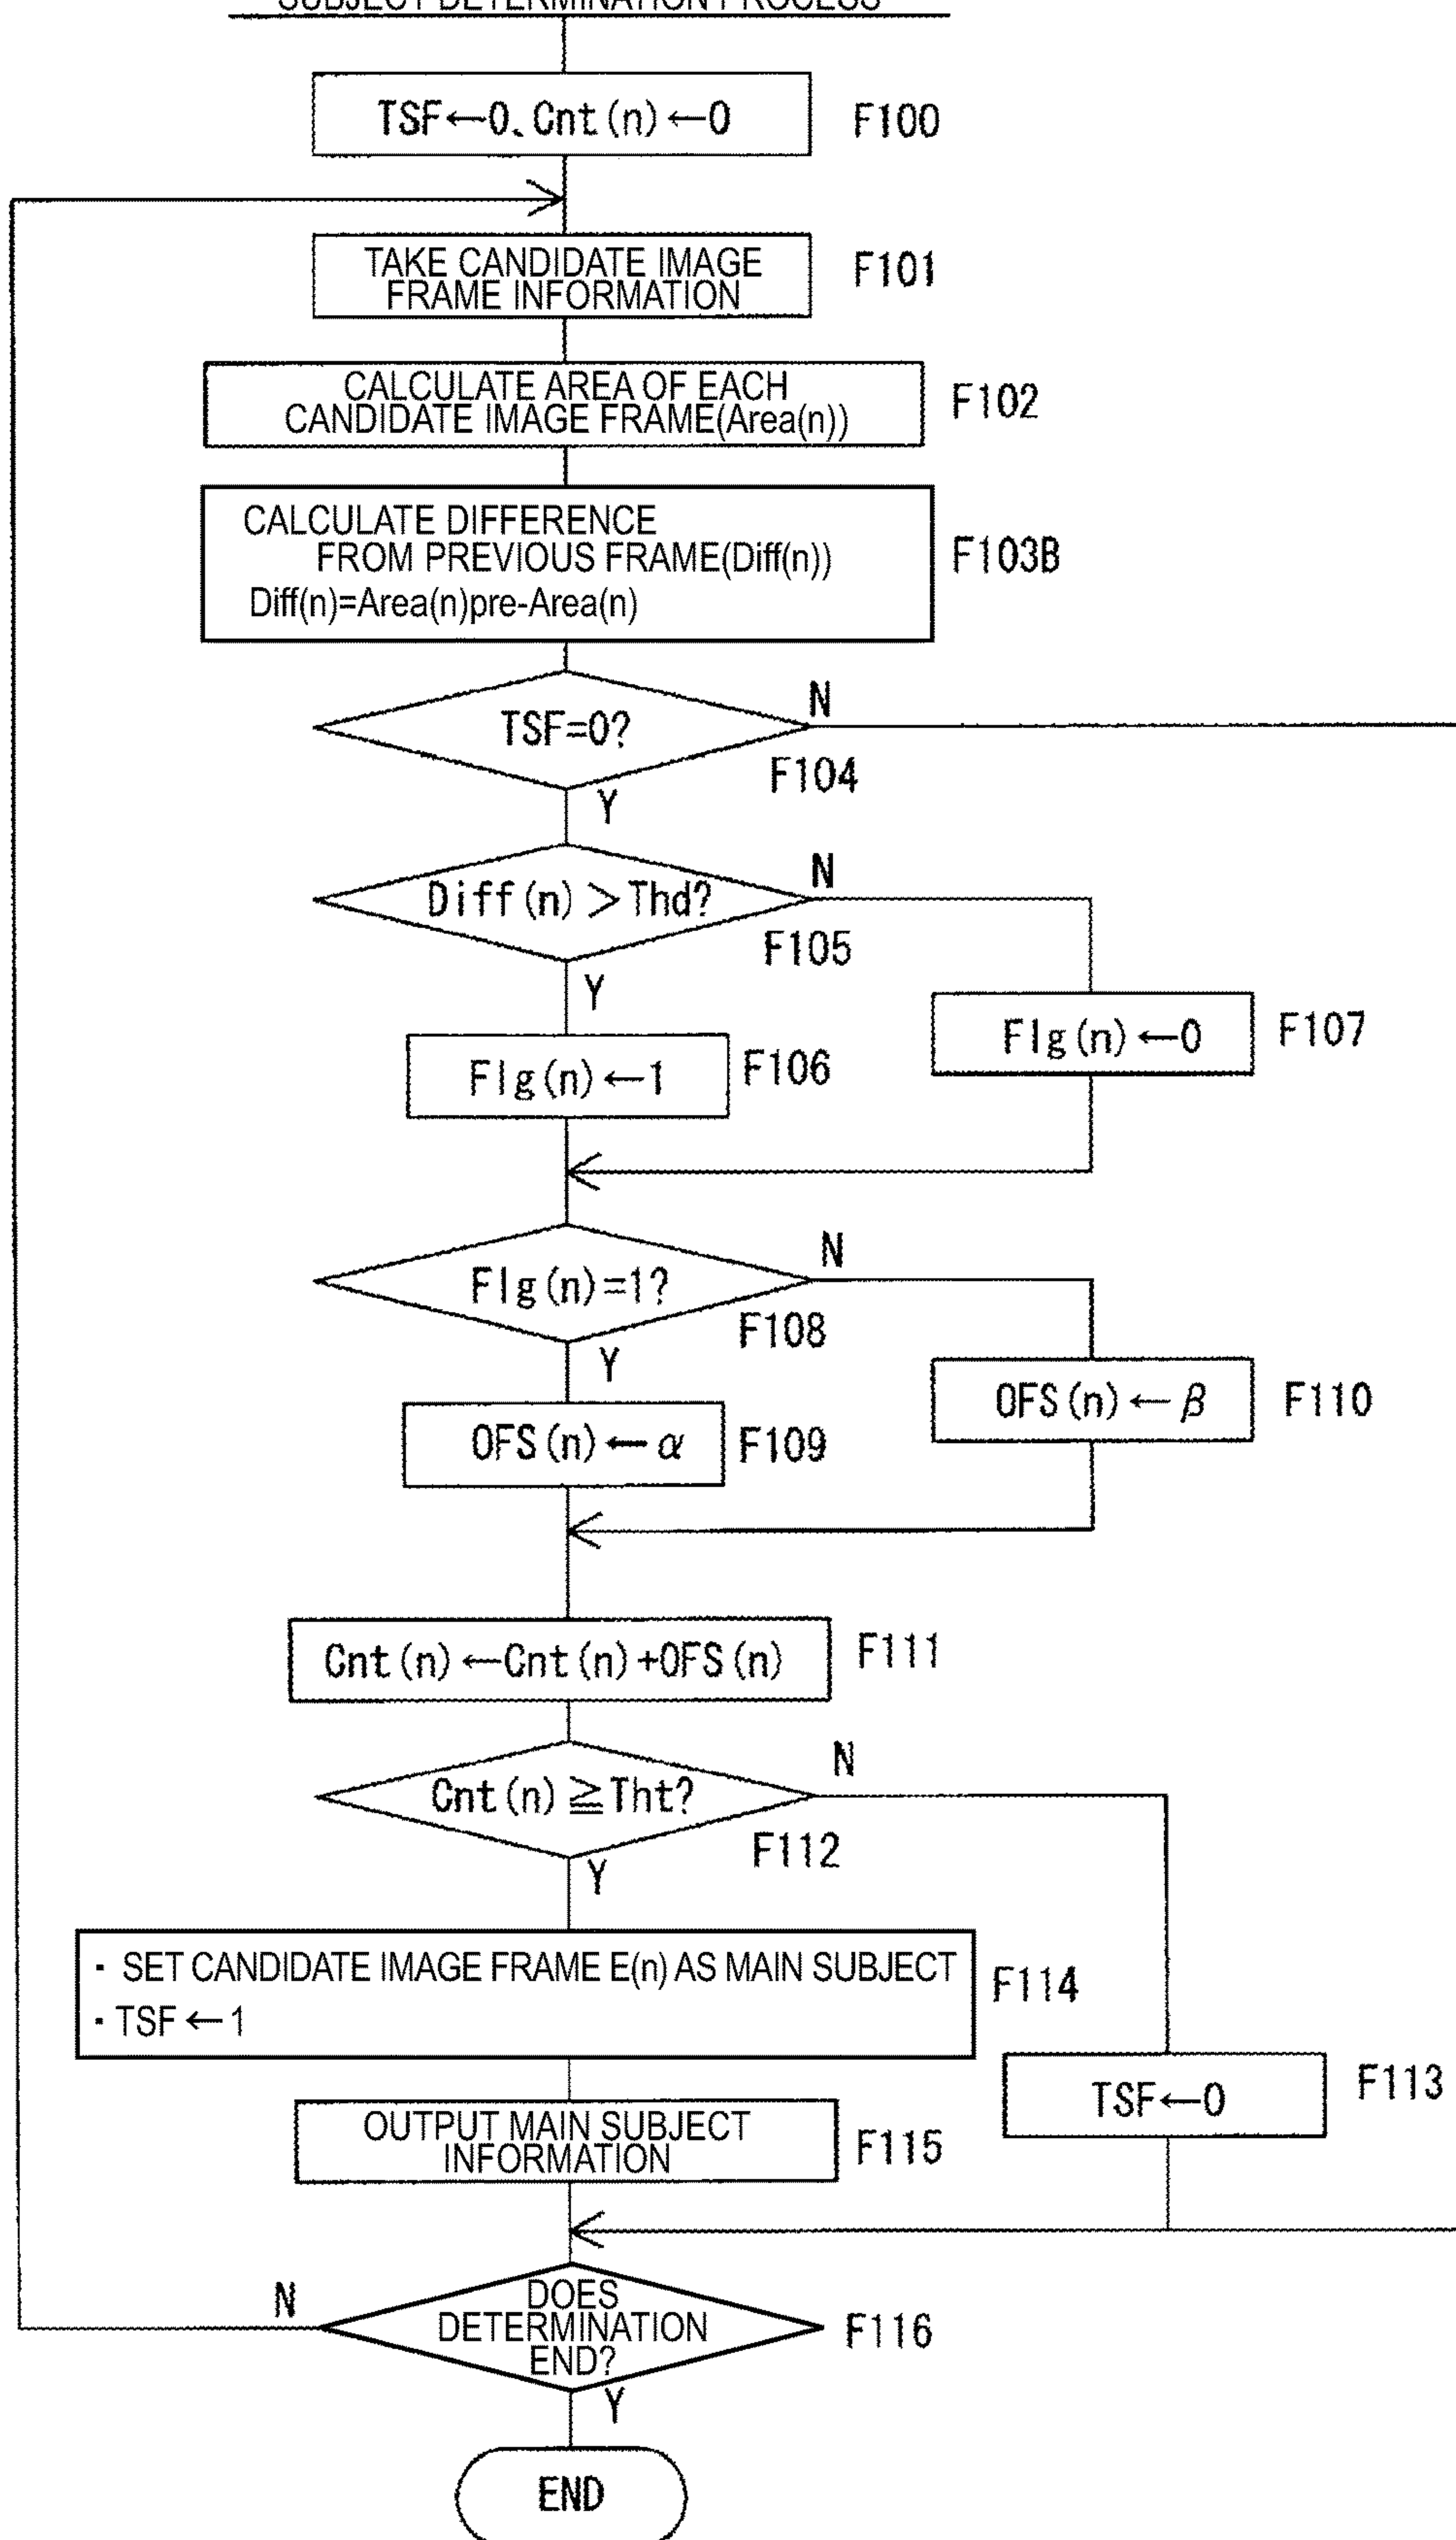 SUBJECT DETERMINATION PROCESS
TSF←0、Cnt(n)←0
F100
TAKE CANDIDATE IMAGE
FRAME INFORMATION
F101
CALCULATE AREA OF EACH
CANDIDATE IMAGE FRAME(Area(n))
F102
CALCULATE DIFFERENCE
FROM PREVIOUS FRAME(Diff(n))
Diff(n)=Area(n)pre-Area(n)
F103B
TSF=0?
N
F104
Y
Diff(n)>Thd?
N
F105
Y
Flg(n)←1
F106
Flg(n)←0
F107
Flg(n)=1?
N
F108
Y
OFS(n)←α
F109
OFS(n)←β
F110
Cnt(n)←Cnt(n)+OFS(n)
F111
Cnt(n)≧Tht?
N
F112
Y
・ SET CANDIDATE IMAGE FRAME E(n) AS MAIN SUBJECT
・ TSF←1
F114
TSF←0
F113
OUTPUT MAIN SUBJECT
INFORMATION
F115
DOES
DETERMINATION
END?
N
F116
Y
END